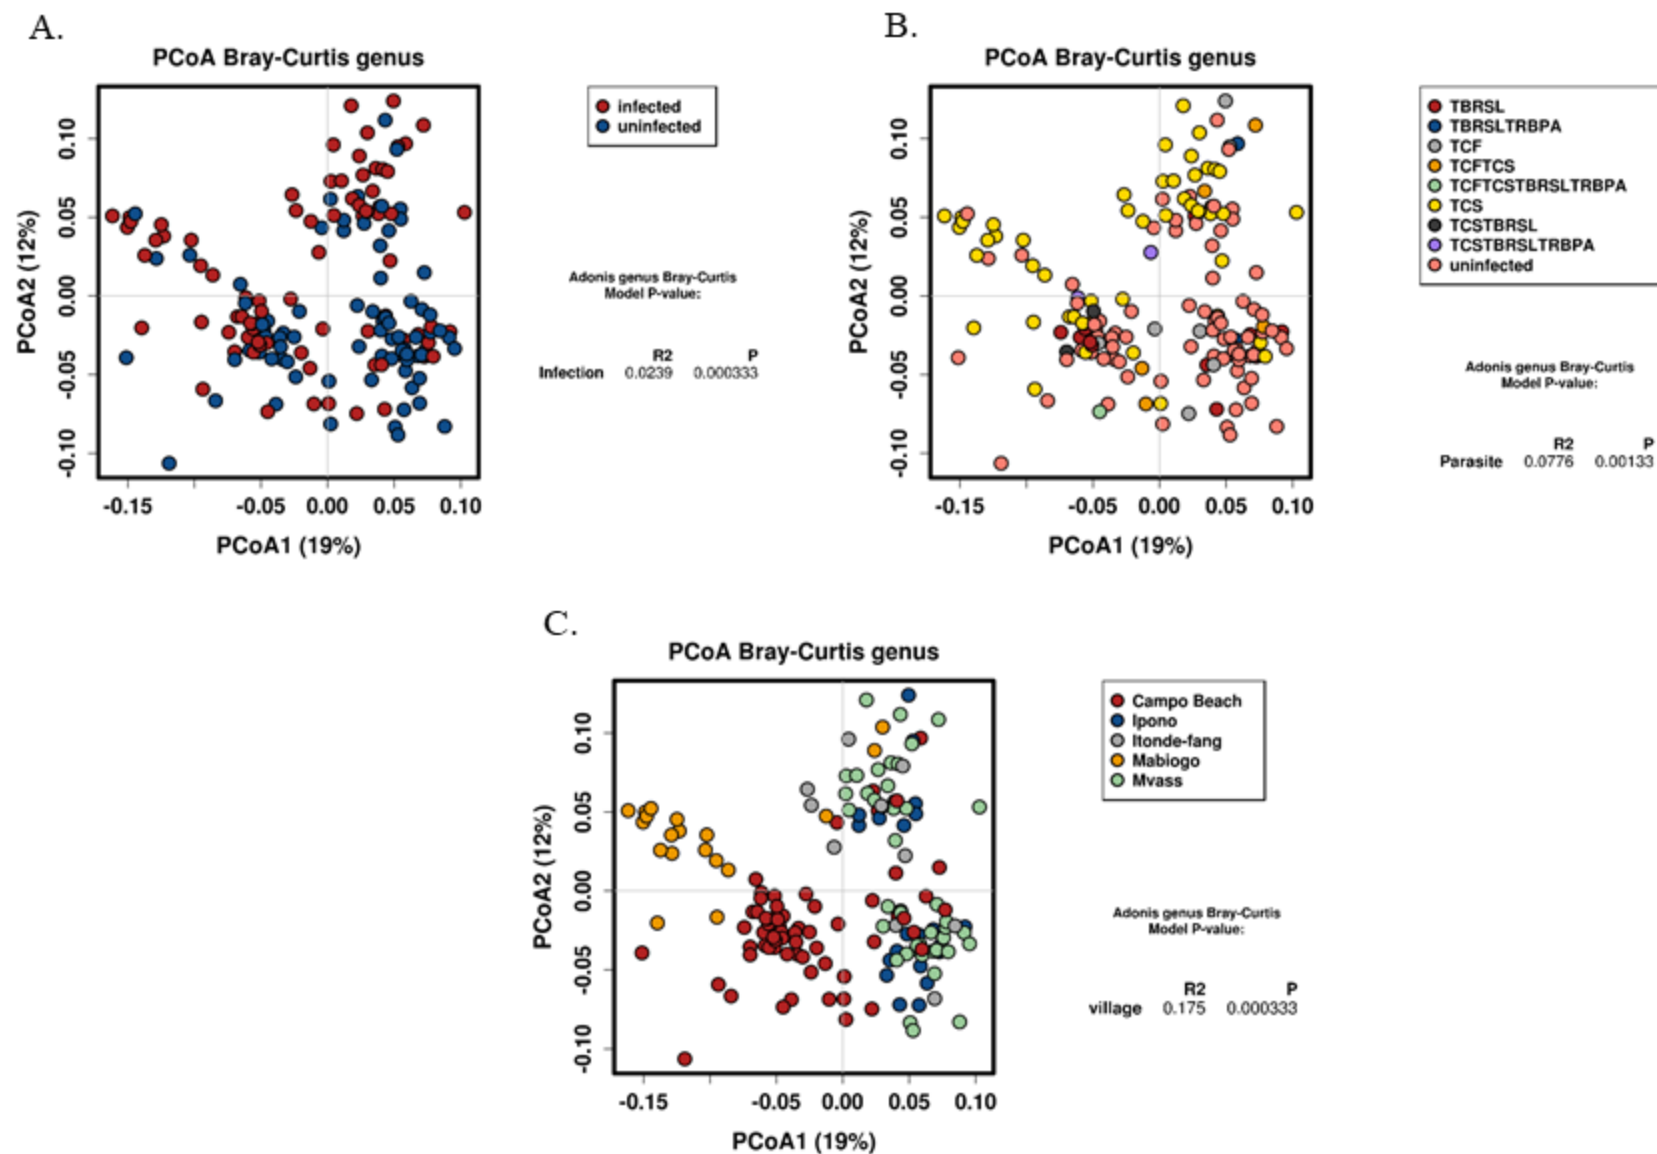 A.
PCoA Bray-Curtis genus
PCoA2 (12%)
0.10
0.05
0.00
-0.05
-0.10
-0.15
-0.05
0.00
0.05
0.10
PCoA1 (19%)
infected
uninfected
Adonis genus Bray-Curtis
Model P-value:
R2 P
Infection 0.0239 0.000333
B.
PCoA Bray-Curtis genus
PCoA2 (12%)
0.10
0.05
0.00
-0.05
-0.10
-0.15
-0.05
0.00
0.05
0.10
PCoA1 (19%)
TBRSL
TBRSLTRBPA
TCF
TCFTCS
TCFTCSTBRSLTRBPA
TCS
TCSTBRSL
TCSTBRSLTRBPA
uninfected
Adonis genus Bray-Curtis
Model P-value:
R2 P
Parasite 0.0776 0.00133
C.
PCoA Bray-Curtis genus
PCoA2 (12%)
0.10
0.05
0.00
-0.05
-0.10
-0.15
-0.05
0.00
0.05
0.10
PCoA1 (19%)
Campo Beach
Ipono
Itonde-fang
Mabiogo
Mvass
Adonis genus Bray-Curtis
Model P-value:
R2 P
village 0.175 0.000333